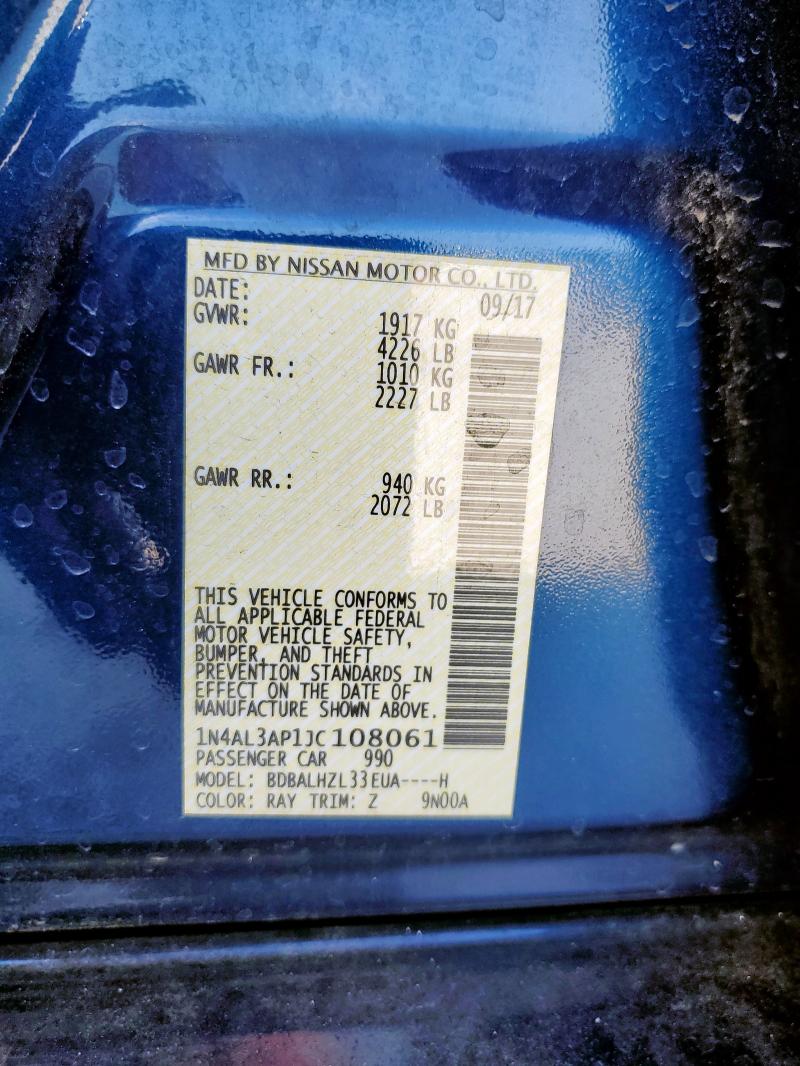 MFD BY NISSAN MOTOR CO., LTD.
DATE: 09/17
GVWR: 1917 KG
4226 LB
GAWR FR.: 1010 KG
2227 LB
GAWR RR.: 940 KG
2072 LB
THIS VEHICLE CONFORMS TO
ALL APPLICABLE FEDERAL
MOTOR VEHICLE SAFETY,
BUMPER, AND THEFT
PREVENTION STANDARDS IN
EFFECT ON THE DATE OF
MANUFACTURE SHOWN ABOVE.
1N4AL3AP1JC108061
PASSENGER CAR 990
MODEL: BDBALHZL33EUA----H
COLOR: RAY TRIM: Z 9N00A